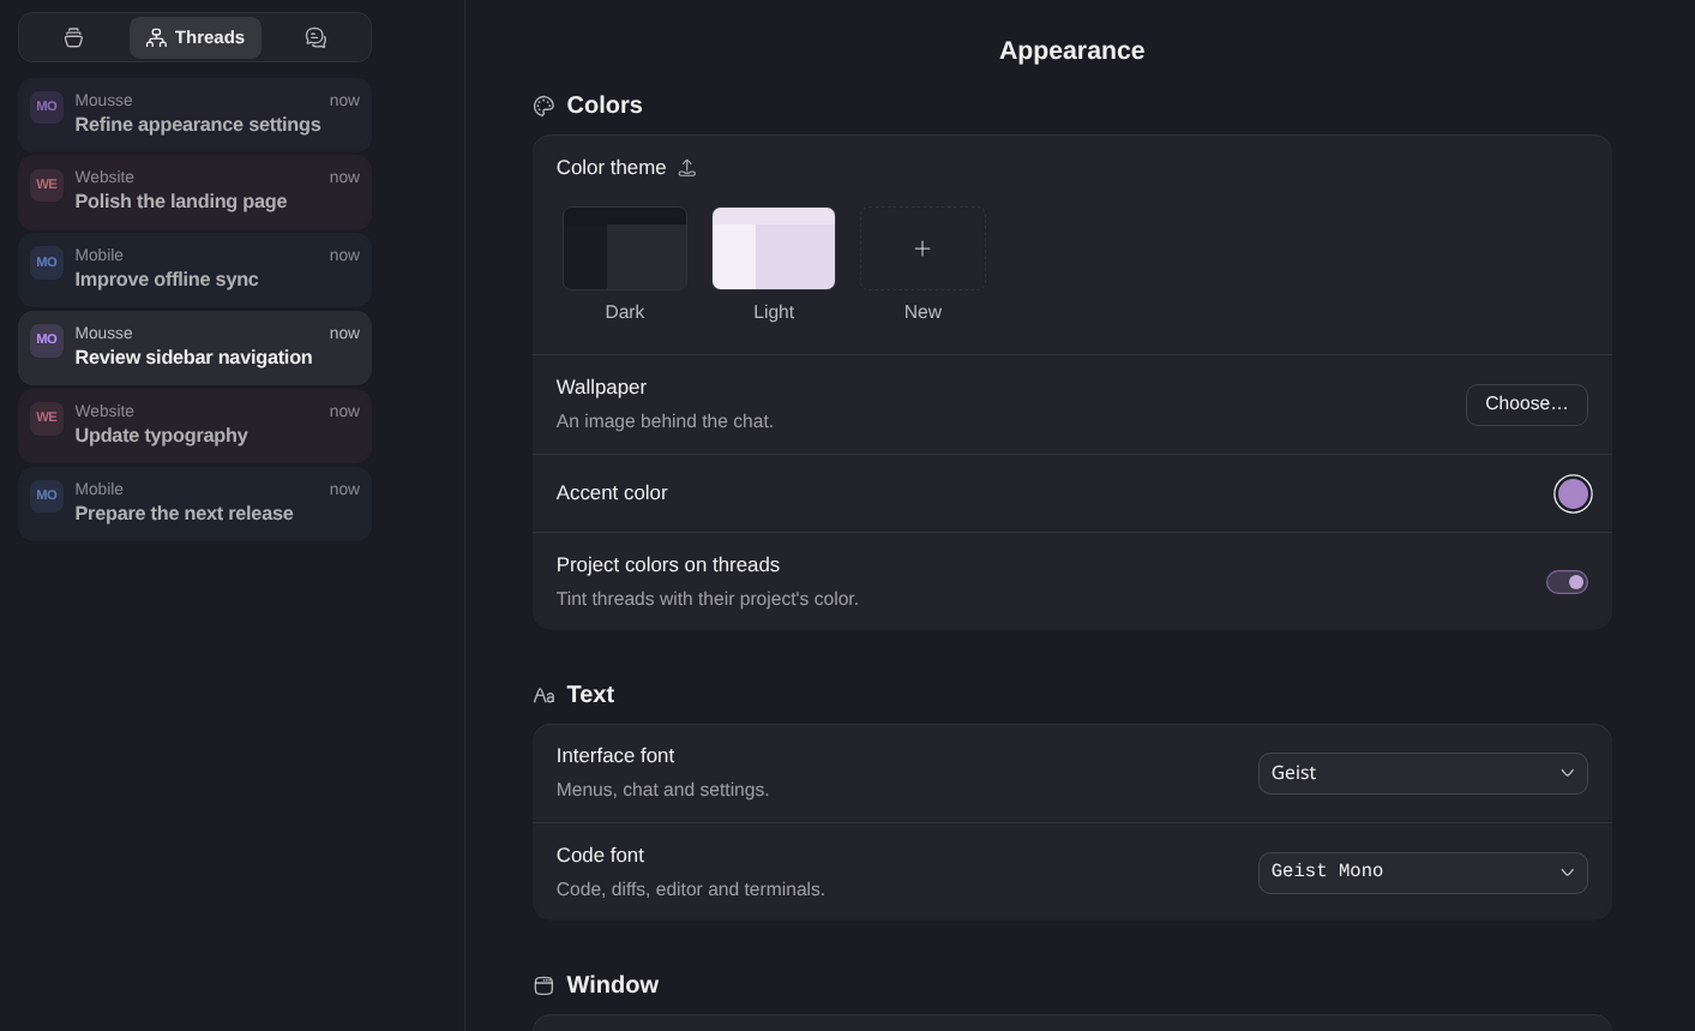 Threads
MO
Mousse
now
Refine appearance settings
WE
Website
now
Polish the landing page
MO
Mobile
now
Improve offline sync
MO
Mousse
now
Review sidebar navigation
WE
Website
now
Update typography
MO
Mobile
now
Prepare the next release
Appearance
Colors
Color theme
Dark
Light
New
Wallpaper
An image behind the chat.
Choose…
Accent color
Project colors on threads
Tint threads with their project's color.
Aa
Text
Interface font
Menus, chat and settings.
Geist
Code font
Code, diffs, editor and terminals.
Geist Mono
Window